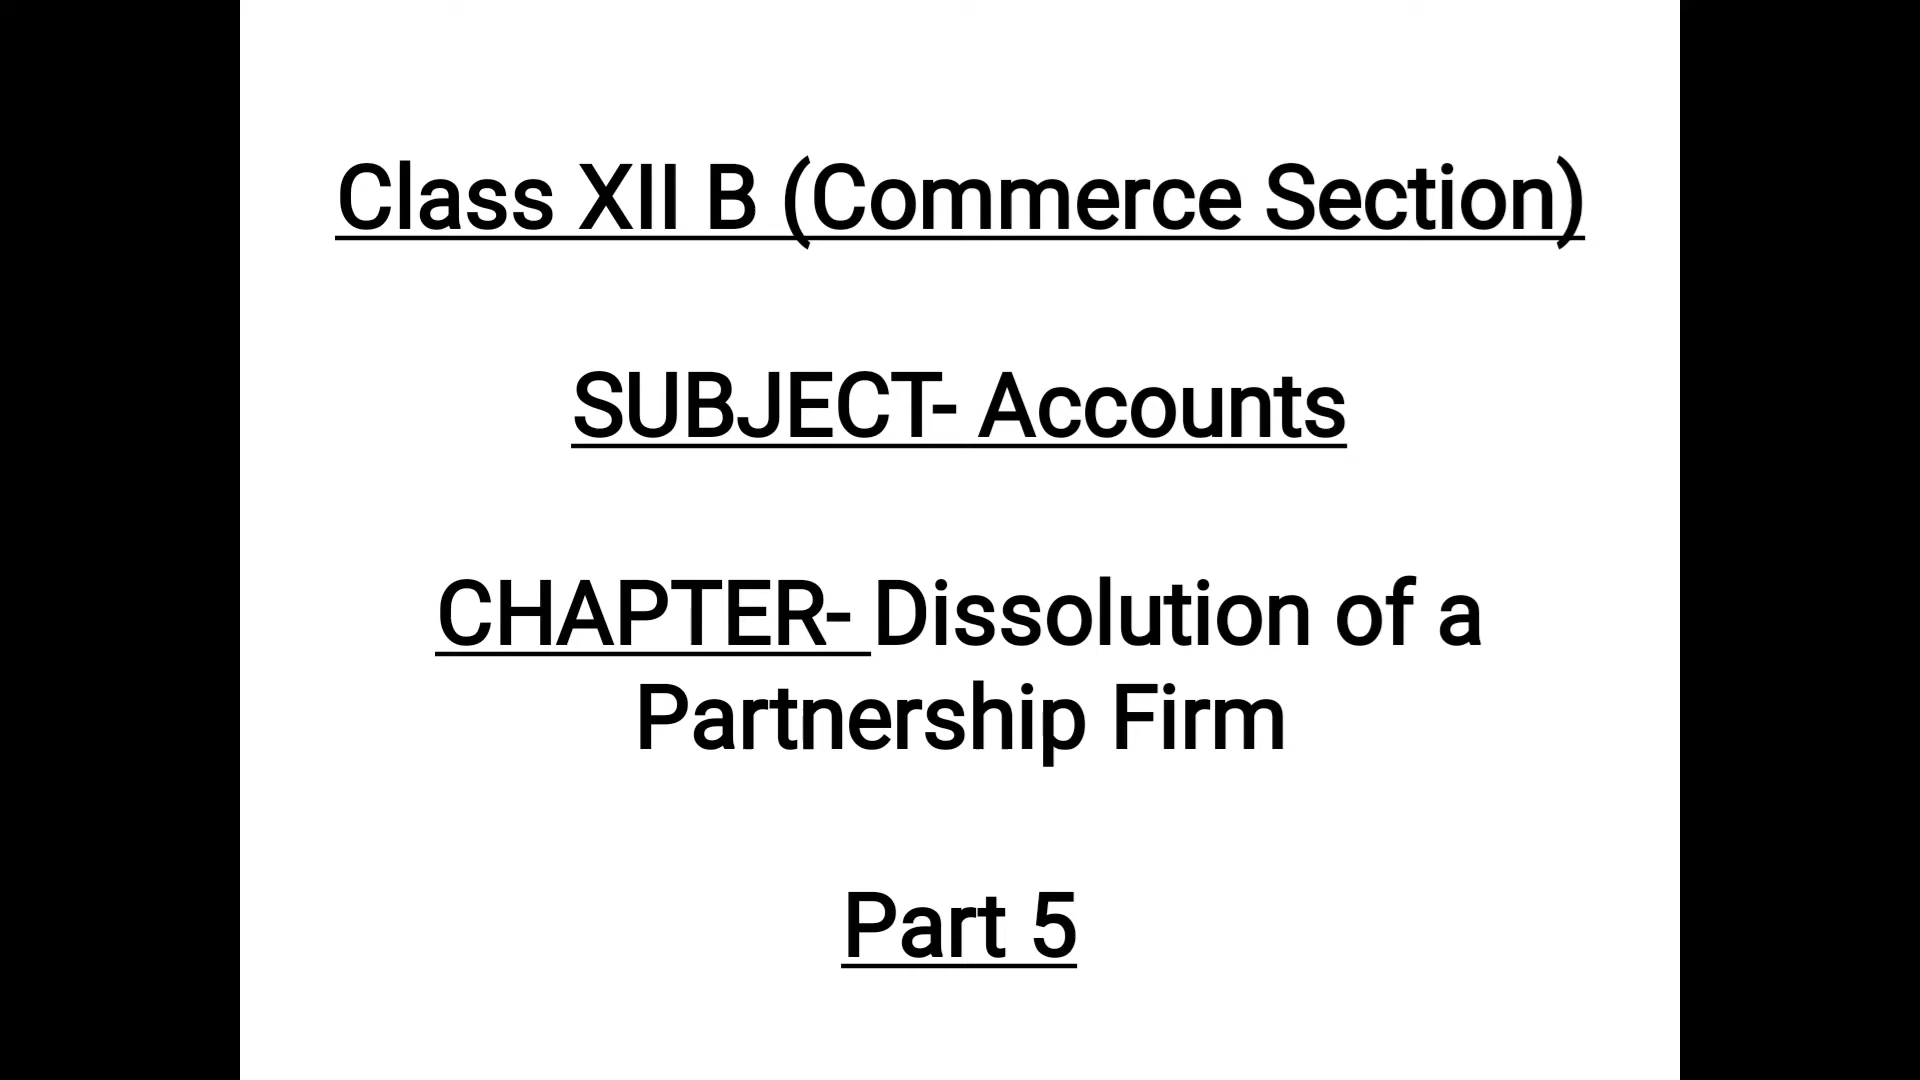 Class XII B (Commerce Section)
SUBJECT- Accounts
CHAPTER- Dissolution of a
Partnership Firm
Part 5